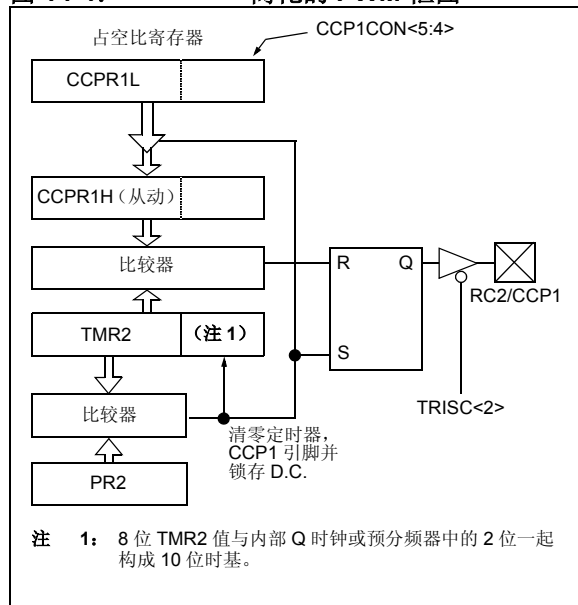 占空比寄存器
CCP1CON<5:4>
CCPR1L
CCPR1H（从动）
比较器
R
Q
RC2/CCP1
TMR2
（注 1）
S
TRISC<2>
比较器
清零定时器，
CCP1 引脚并
锁存 D.C.
PR2
注 1： 8 位 TMR2 值与内部 Q 时钟或预分频器中的 2 位一起
构成 10 位时基。